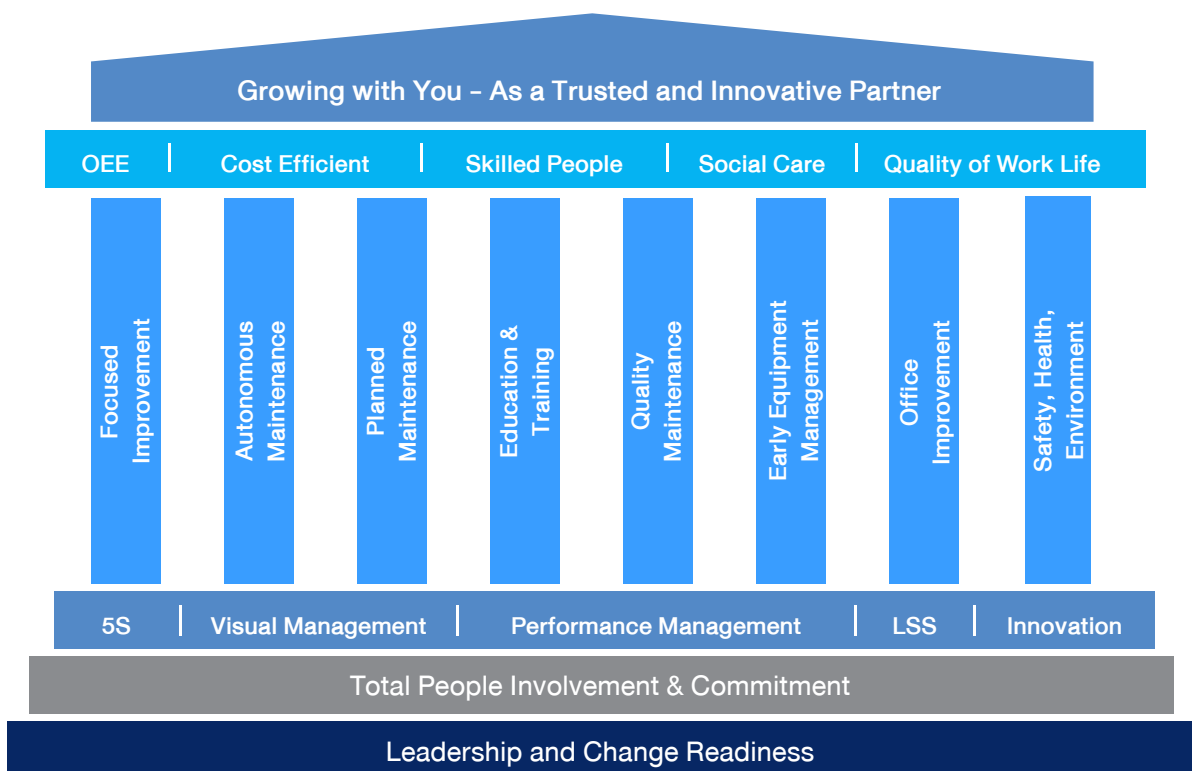 Growing with You – As a Trusted and Innovative Partner
OEE | Cost Efficient | Skilled People | Social Care | Quality of Work Life
Focused
Improvement
Autonomous
Maintenance
Planned
Maintenance
Education &
Training
Quality
Maintenance
Early Equipment
Management
Office
Improvement
Safety, Health,
Environment
5S | Visual Management | Performance Management | LSS | Innovation
Total People Involvement & Commitment
Leadership and Change Readiness